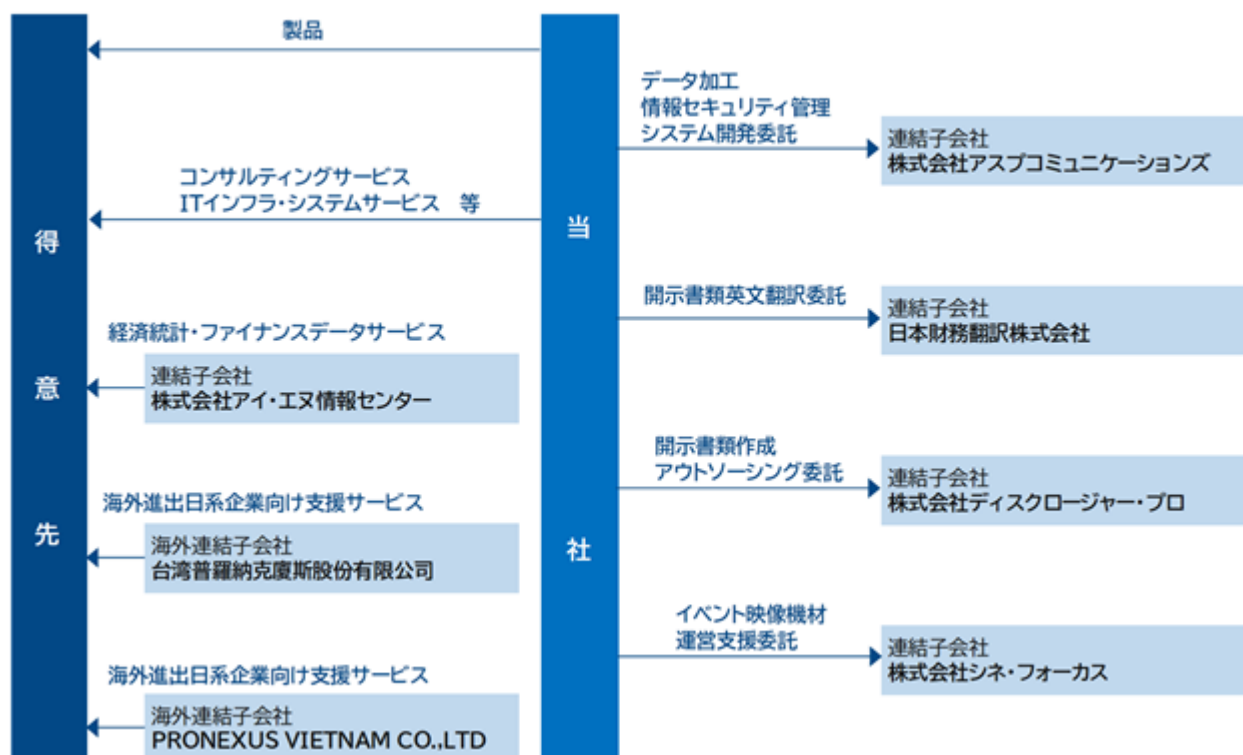 製品
コンサルティングサービス
ITインフラ・システムサービス 等
得意先
経済統計・ファイナンスデータサービス
連結子会社
株式会社アイ・エヌ情報センター
海外進出日系企業向け支援サービス
海外連結子会社
台湾普羅納克廈斯股份有限公司
海外進出日系企業向け支援サービス
海外連結子会社
PRONEXUS VIETNAM CO.,LTD
当社
データ加工
情報セキュリティ管理
システム開発委託
連結子会社
株式会社アスプコミュニケーションズ
開示書類英文翻訳委託
連結子会社
日本財務翻訳株式会社
開示書類作成
アウトソーシング委託
連結子会社
株式会社ディスクロージャー・プロ
イベント映像機材
運営支援委託
連結子会社
株式会社シネ・フォーカス